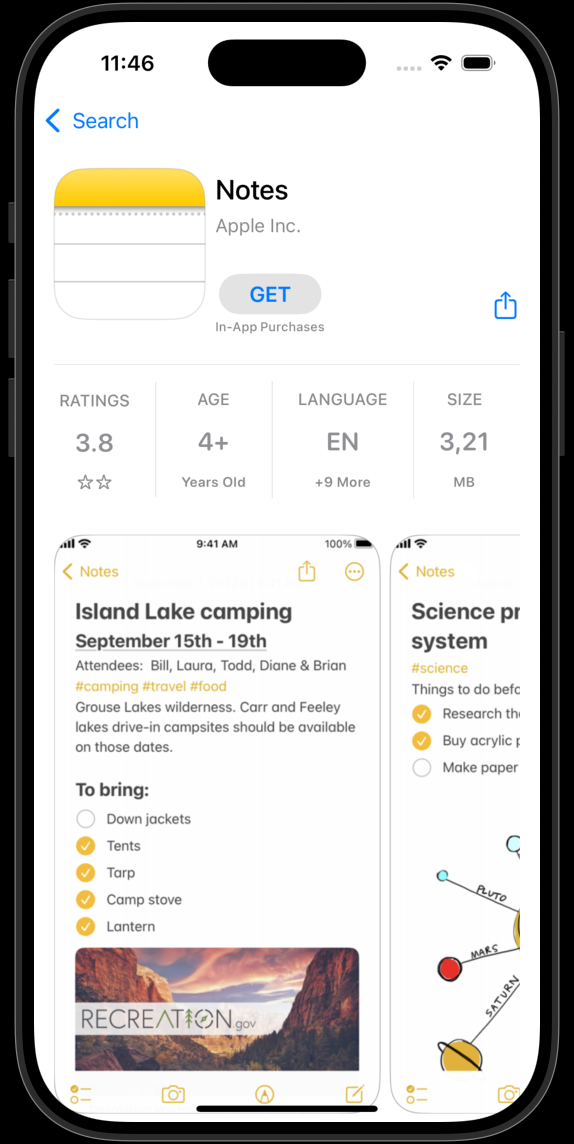 11:46
Search
Notes
Apple Inc.
GET
In-App Purchases
RATINGS
3.8
AGE
4+
Years Old
LANGUAGE
EN
+9 More
SIZE
3,21
MB
9:41 AM
100%
Notes
Island Lake camping
September 15th - 19th
Attendees: Bill, Laura, Todd, Diane & Brian
#camping #travel #food
Grouse Lakes wilderness. Carr and Feeley
lakes drive-in campsites should be available
on those dates.
To bring:
Down jackets
Tents
Tarp
Camp stove
Lantern
RECREATION.gov
Notes
Science pr
system
#science
Things to do befo
Research the
Buy acrylic p
Make paper
PLUTO
MARS
SATURN